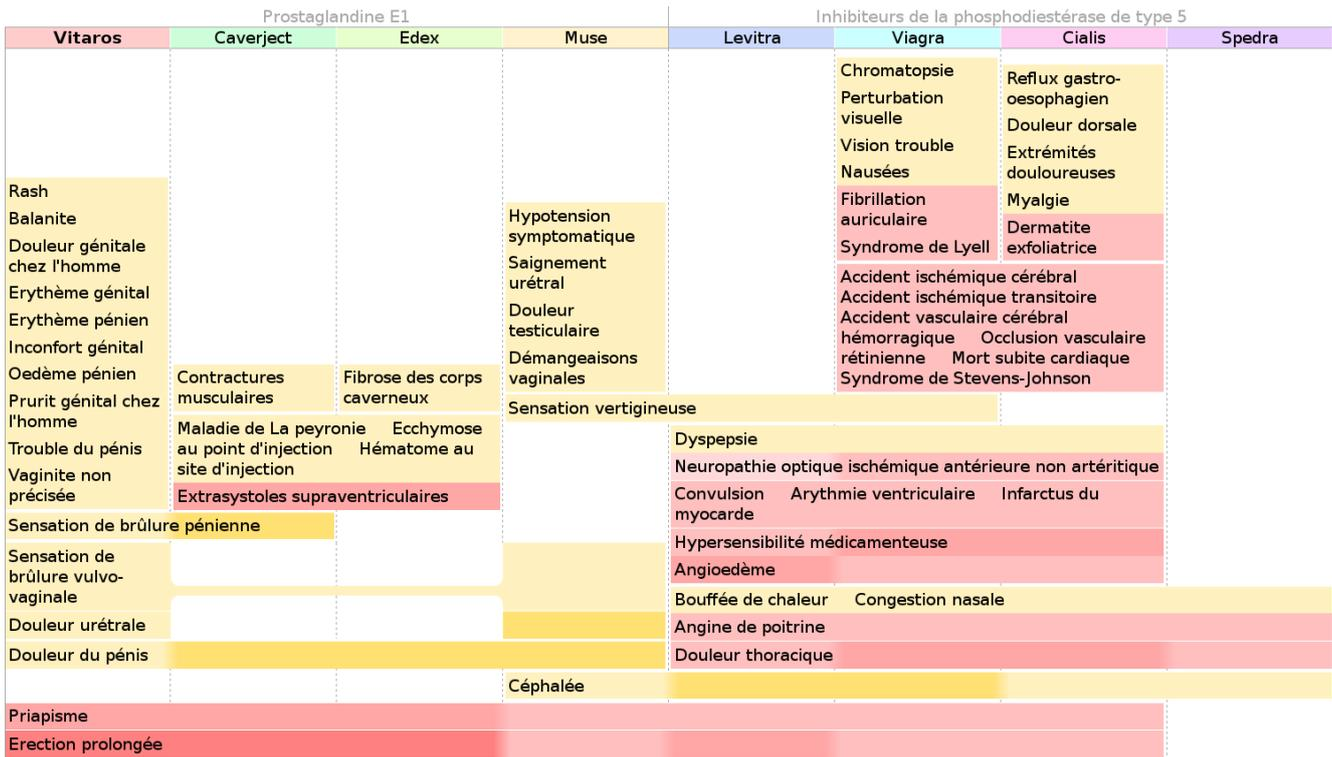 Prostaglandine E1
Inhibiteurs de la phosphodiestérase de type 5
Vitaros
Caverject
Edex
Muse
Levitra
Viagra
Cialis
Spedra
Rash
Balanite
Douleur génitale
chez l'homme
Erythème génital
Erythème pénien
Inconfort génital
Oedème pénien
Prurit génital chez
l'homme
Trouble du pénis
Vaginite non
précisée
Contractures
musculaires
Fibrose des corps
caverneux
Maladie de La peyronie Ecchymose
au point d'injection Hématome au
site d'injection
Extrasystoles supraventriculaires
Hypotension
symptomatique
Saignement
urétral
Douleur
testiculaire
Démangeaisons
vaginales
Chromatopsie
Perturbation
visuelle
Vision trouble
Nausées
Fibrillation
auriculaire
Syndrome de Lyell
Reflux gastro-
oesophagien
Douleur dorsale
Extrémités
douloureuses
Myalgie
Dermatite
exfoliatrice
Accident ischémique cérébral
Accident ischémique transitoire
Accident vasculaire cérébral
hémorragique Occlusion vasculaire
rétinienne Mort subite cardiaque
Syndrome de Stevens-Johnson
Sensation vertigineuse
Dyspepsie
Neuropathie optique ischémique antérieure non artéritique
Convulsion Arythmie ventriculaire Infarctus du
myocarde
Hypersensibilité médicamenteuse
Angioedème
Sensation de brûlure pénienne
Sensation de
brûlure vulvo-
vaginale
Bouffée de chaleur Congestion nasale
Douleur urétrale
Angine de poitrine
Douleur du pénis
Douleur thoracique
Céphalée
Priapisme
Erection prolongée